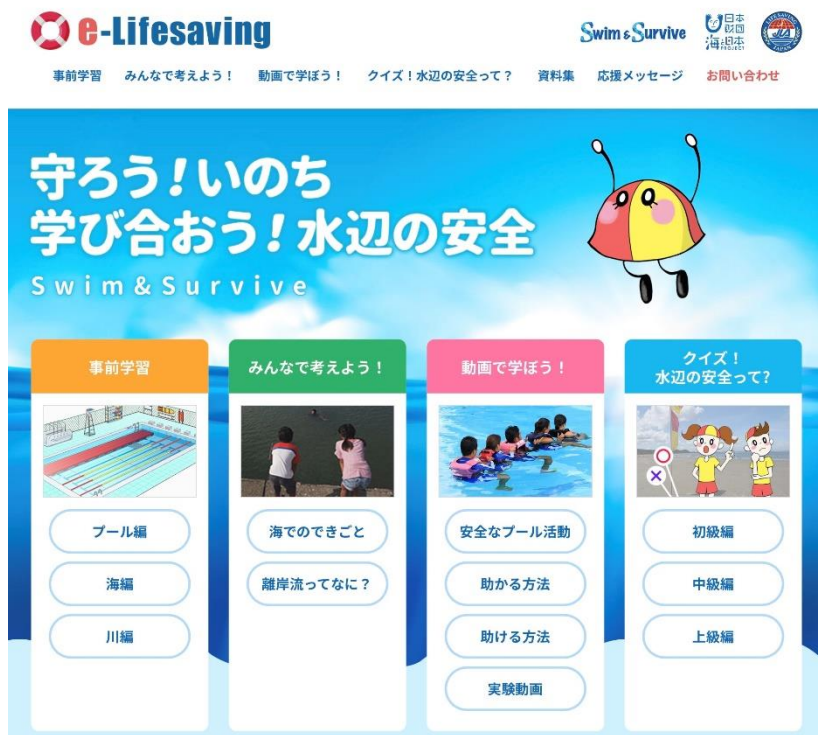 e-Lifesaving
Swim & Survive
日本財団
海と日本
PROJECT
LIFESAVING
JLA
JAPAN
事前学習 みんなで考えよう！ 動画で学ぼう！ クイズ！水辺の安全って？ 資料集 応援メッセージ お問い合わせ
守ろう！いのち
学び合おう！水辺の安全
Swim&Survive
事前学習
プール編
海編
川編
みんなで考えよう！
海でのできごと
離岸流ってなに？
動画で学ぼう！
安全なプール活動
助かる方法
助ける方法
実験動画
クイズ！
水辺の安全って?
初級編
中級編
上級編